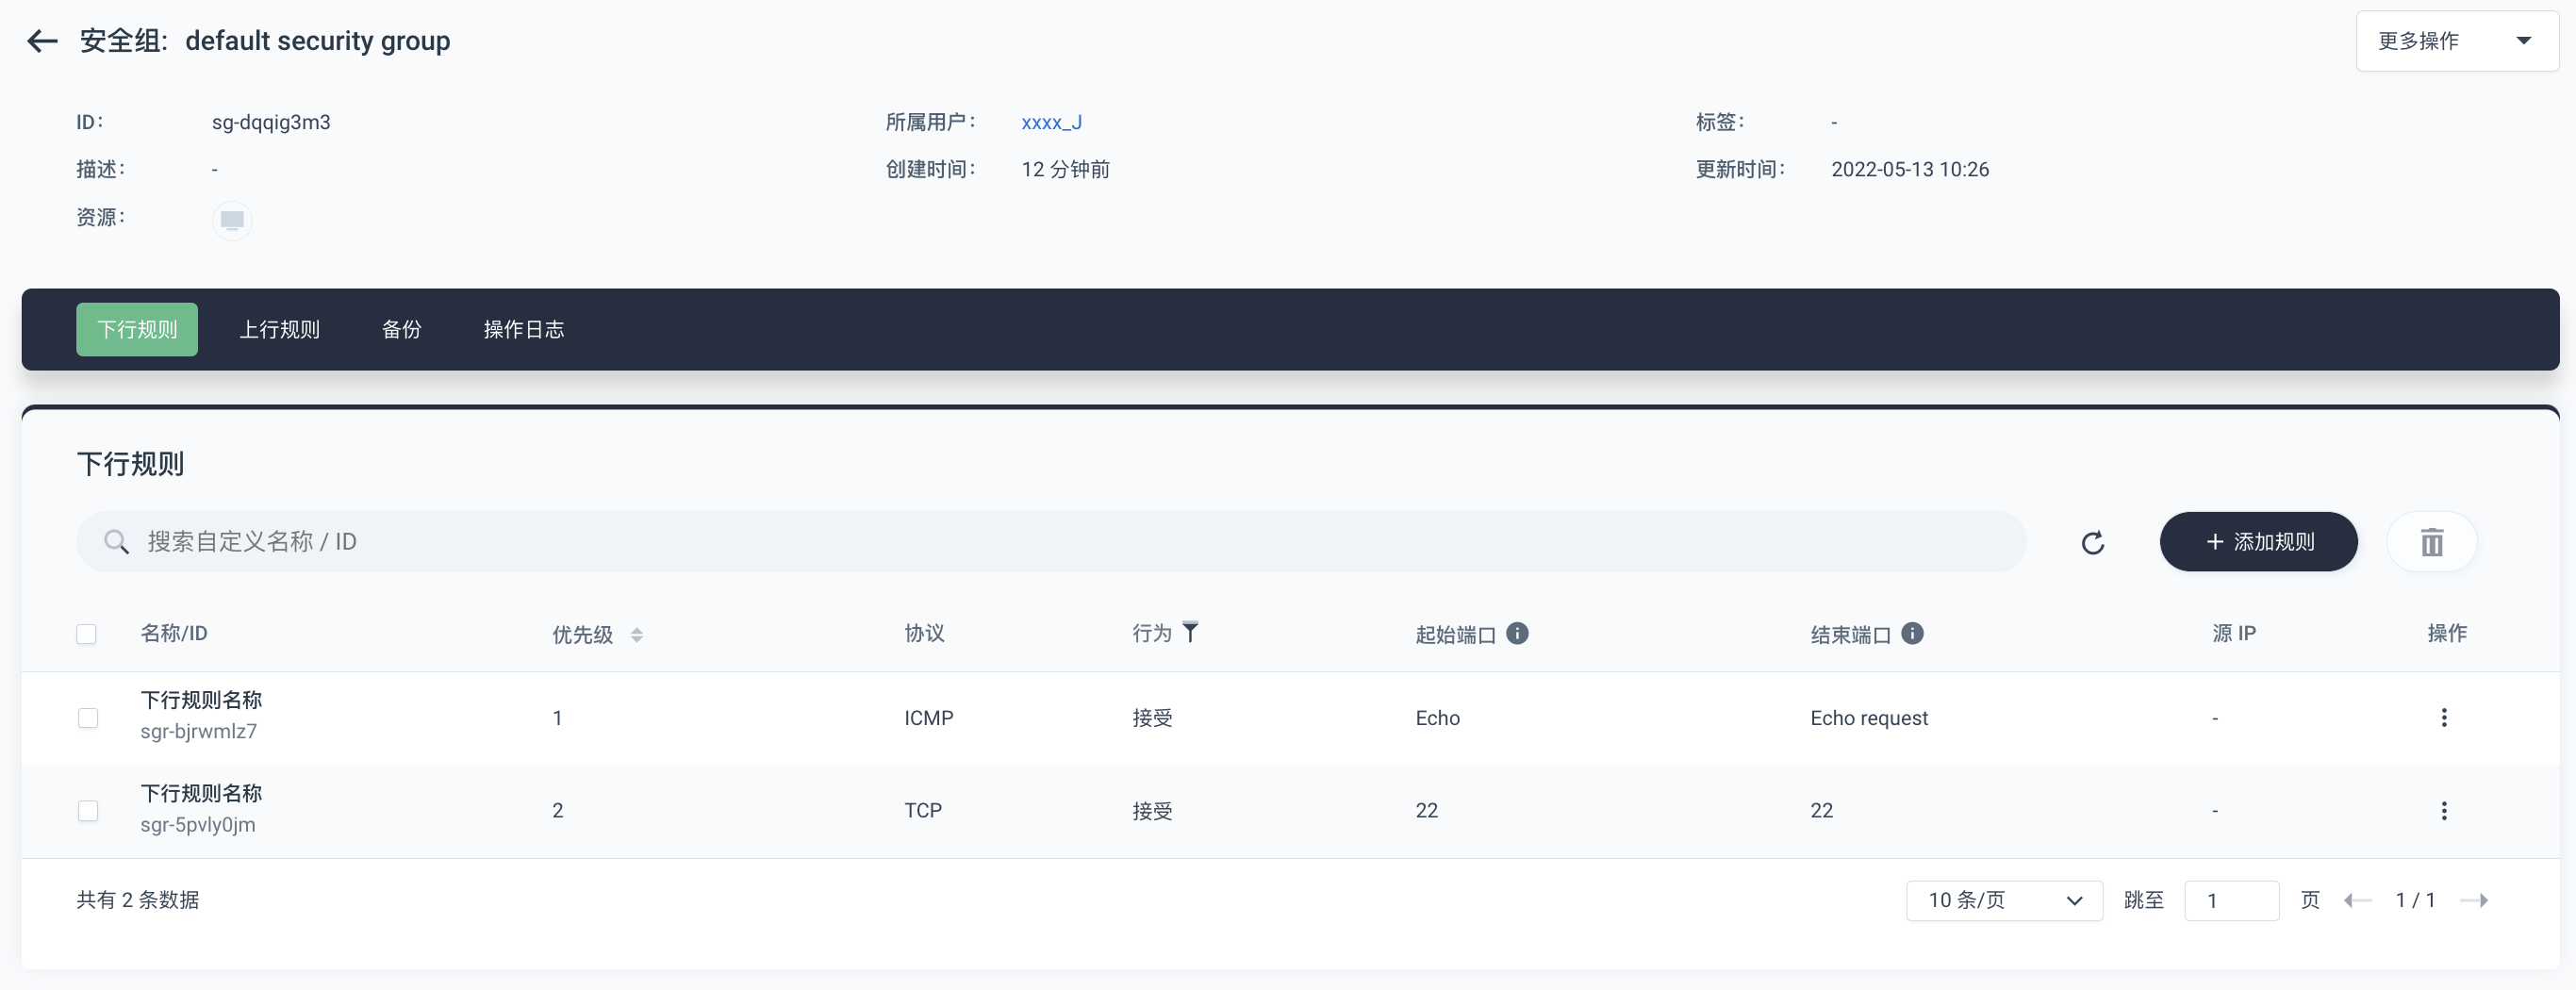 安全组: default security group
更多操作
ID: sg-dqqig3m3 所属用户: xxxx_J 标签: -
描述: - 创建时间: 12 分钟前 更新时间: 2022-05-13 10:26
资源:
下行规则 上行规则 备份 操作日志
下行规则
搜索自定义名称 / ID
+ 添加规则
名称/ID 优先级 协议 行为 起始端口 结束端口 源 IP 操作
下行规则名称
sgr-bjrwmlz7 1 ICMP 接受 Echo Echo request -
下行规则名称
sgr-5pvly0jm 2 TCP 接受 22 22 -
共有 2 条数据 10 条/页 跳至 1 页 1 / 1